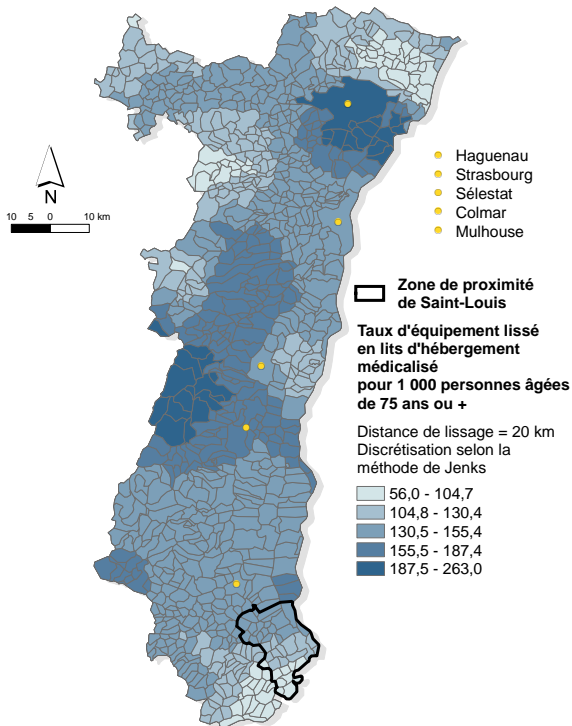 Haguenau
Strasbourg
Sélestat
Colmar
Mulhouse
N
10 5 0 10 km
Zone de proximité
de Saint-Louis
Taux d'équipement lissé
en lits d'hébergement
médicalisé
pour 1 000 personnes âgées
de 75 ans ou +
Distance de lissage = 20 km
Discrétisation selon la
méthode de Jenks
56,0 - 104,7
104,8 - 130,4
130,5 - 155,4
155,5 - 187,4
187,5 - 263,0